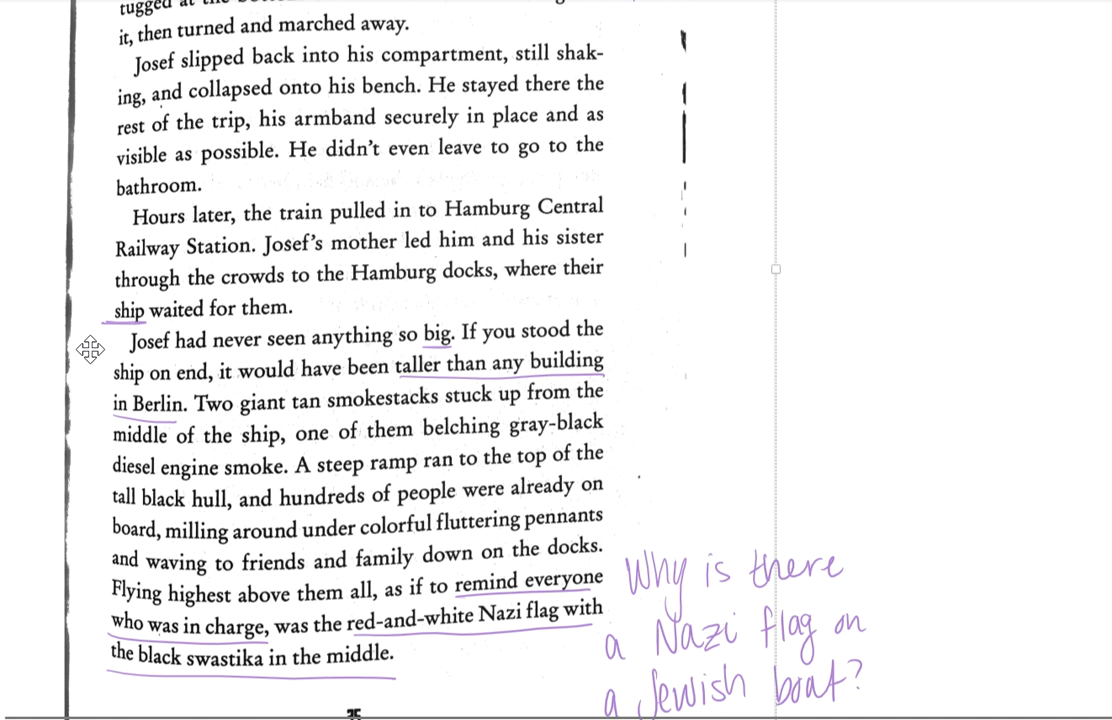 tugged at the
it, then turned and marched away.
Josef slipped back into his compartment, still shak-
ing, and collapsed onto his bench. He stayed there the
rest of the trip, his armband securely in place and as
visible as possible. He didn't even leave to go to the
bathroom.
Hours later, the train pulled in to Hamburg Central
Railway Station. Josef's mother led him and his sister
through the crowds to the Hamburg docks, where their
ship waited for them.
Josef had never seen anything so big. If you stood the
ship on end, it would have been taller than any building
in Berlin. Two giant tan smokestacks stuck up from the
middle of the ship, one of them belching gray-black
diesel engine smoke. A steep ramp ran to the top of the
tall black hull, and hundreds of people were already on
board, milling around under colorful fluttering pennants
and waving to friends and family down on the docks.
Flying highest above them all, as if to remind everyone
who was in charge, was the red-and-white Nazi flag with
the black swastika in the middle.
Why is there
a Nazi flag on
a Jewish boat?